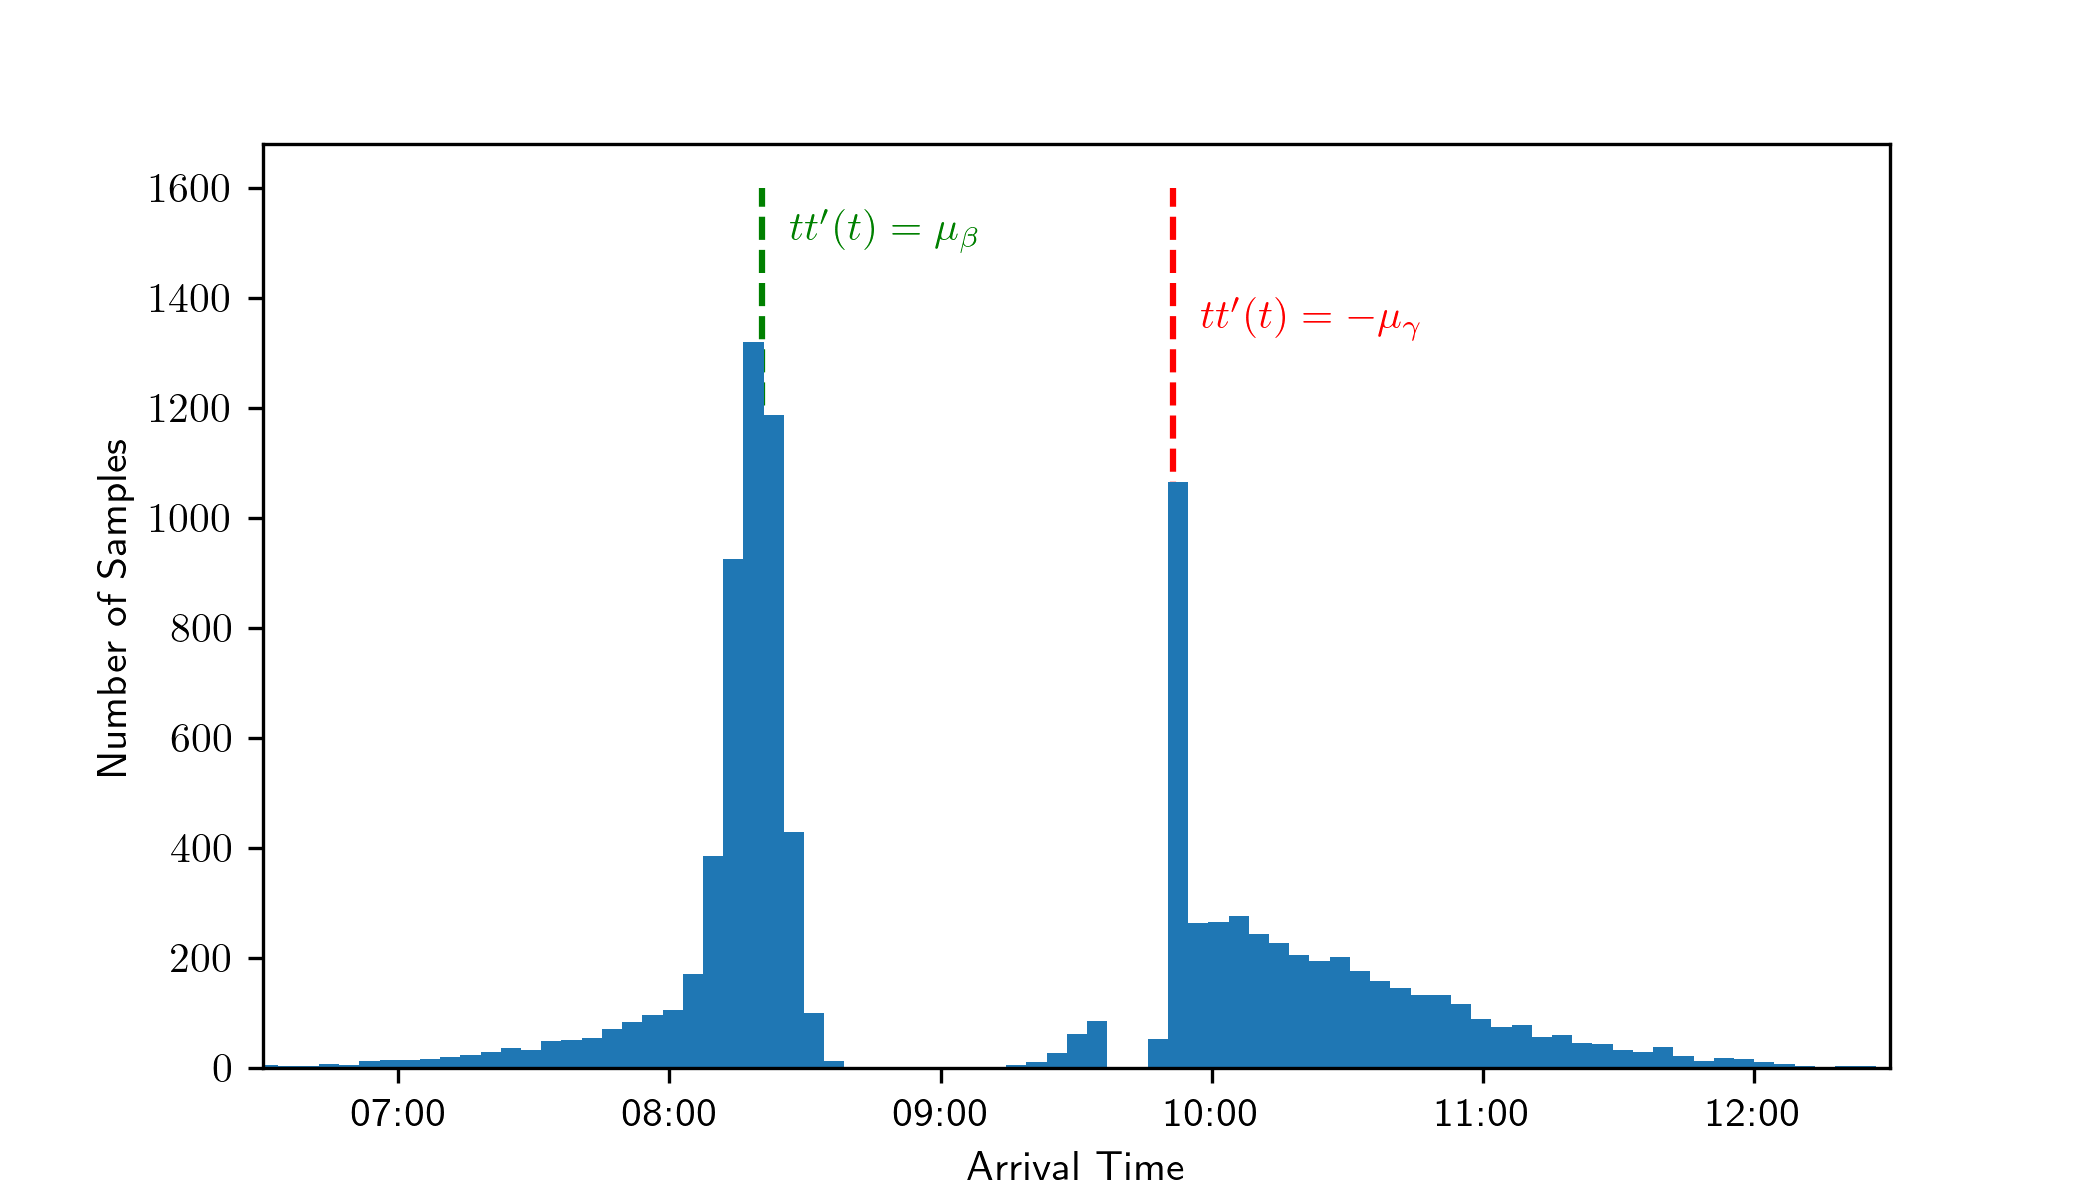 1600
1400
1200
1000
800
600
400
200
0
Number of Samples
tt′(t) = μ_β
tt′(t) = −μ_γ
07:00 08:00 09:00 10:00 11:00 12:00
Arrival Time